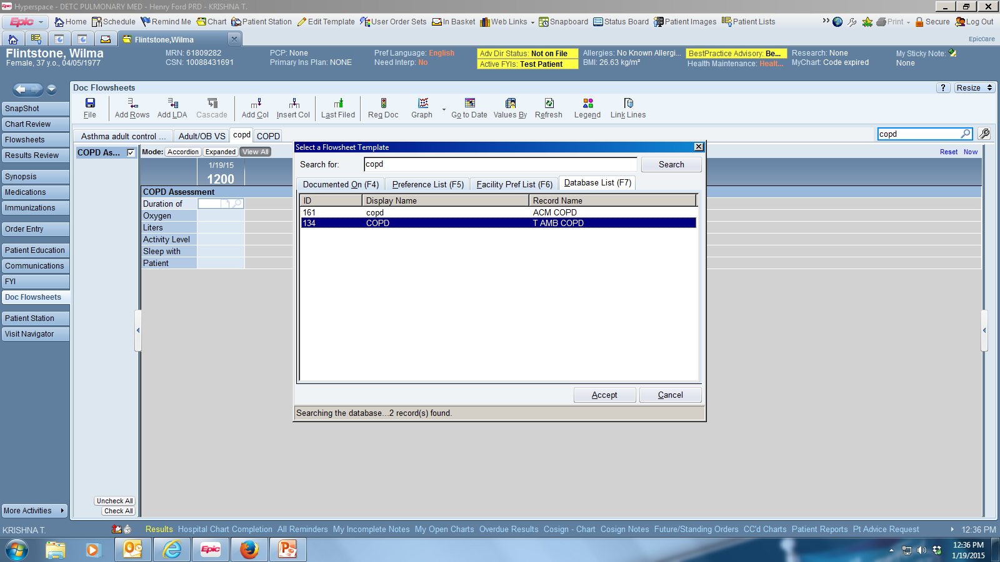 Hyperspace - DETC PULMONARY MED - Henry Ford PRD - KRISHNA T.
Epic Home Schedule Remind Me Chart Patient Station Edit Template User Order Sets In Basket Web Links Snapboard Status Board Patient Images Patient Lists Print Secure Log Out
Flintstone,Wilma EpicCare
Flintstone, Wilma MRN: 61809282 PCP: None Pref Language: English Adv Dir Status: Not on File Allergies: No Known Allergi... BestPractice Advisory: Be... Research: None My Sticky Note:
Female, 37 y.o., 04/05/1977 CSN: 10088431691 Primary Ins Plan: NONE Need Interp: No Active FYIs: Test Patient BMI: 26.63 kg/m² Health Maintenance: Healt... MyChart: Code expired None
Doc Flowsheets ? Resize
File Add Rows Add LDA Cascade Add Col Insert Col Last Filed Req Doc Graph Go to Date Values By Refresh Legend Link Lines
SnapShot
Chart Review
Flowsheets
Results Review
Synopsis
Medications
Immunizations
Order Entry
Patient Education
Communications
FYI
Doc Flowsheets
Patient Station
Visit Navigator
More Activities
Asthma adult control ... Adult/OB VS copd COPD copd
COPD As... Mode: Accordion Expanded View All Reset Now
1/19/15
1200
COPD Assessment
Duration of
Oxygen
Liters
Activity Level
Sleep with
Patient
Uncheck All
Check All
Select a Flowsheet Template
Search for: copd Search
Documented On (F4) Preference List (F5) Facility Pref List (F6) Database List (F7)
ID Display Name Record Name
161 copd ACM COPD
134 COPD T AMB COPD
Accept Cancel
Searching the database...2 record(s) found.
KRISHNA T. Results Hospital Chart Completion All Reminders My Incomplete Notes My Open Charts Overdue Results Cosign - Chart Cosign Notes Future/Standing Orders CC'd Charts Patient Reports Pt Advice Request 12:36 PM
Epic
12:36 PM
1/19/2015